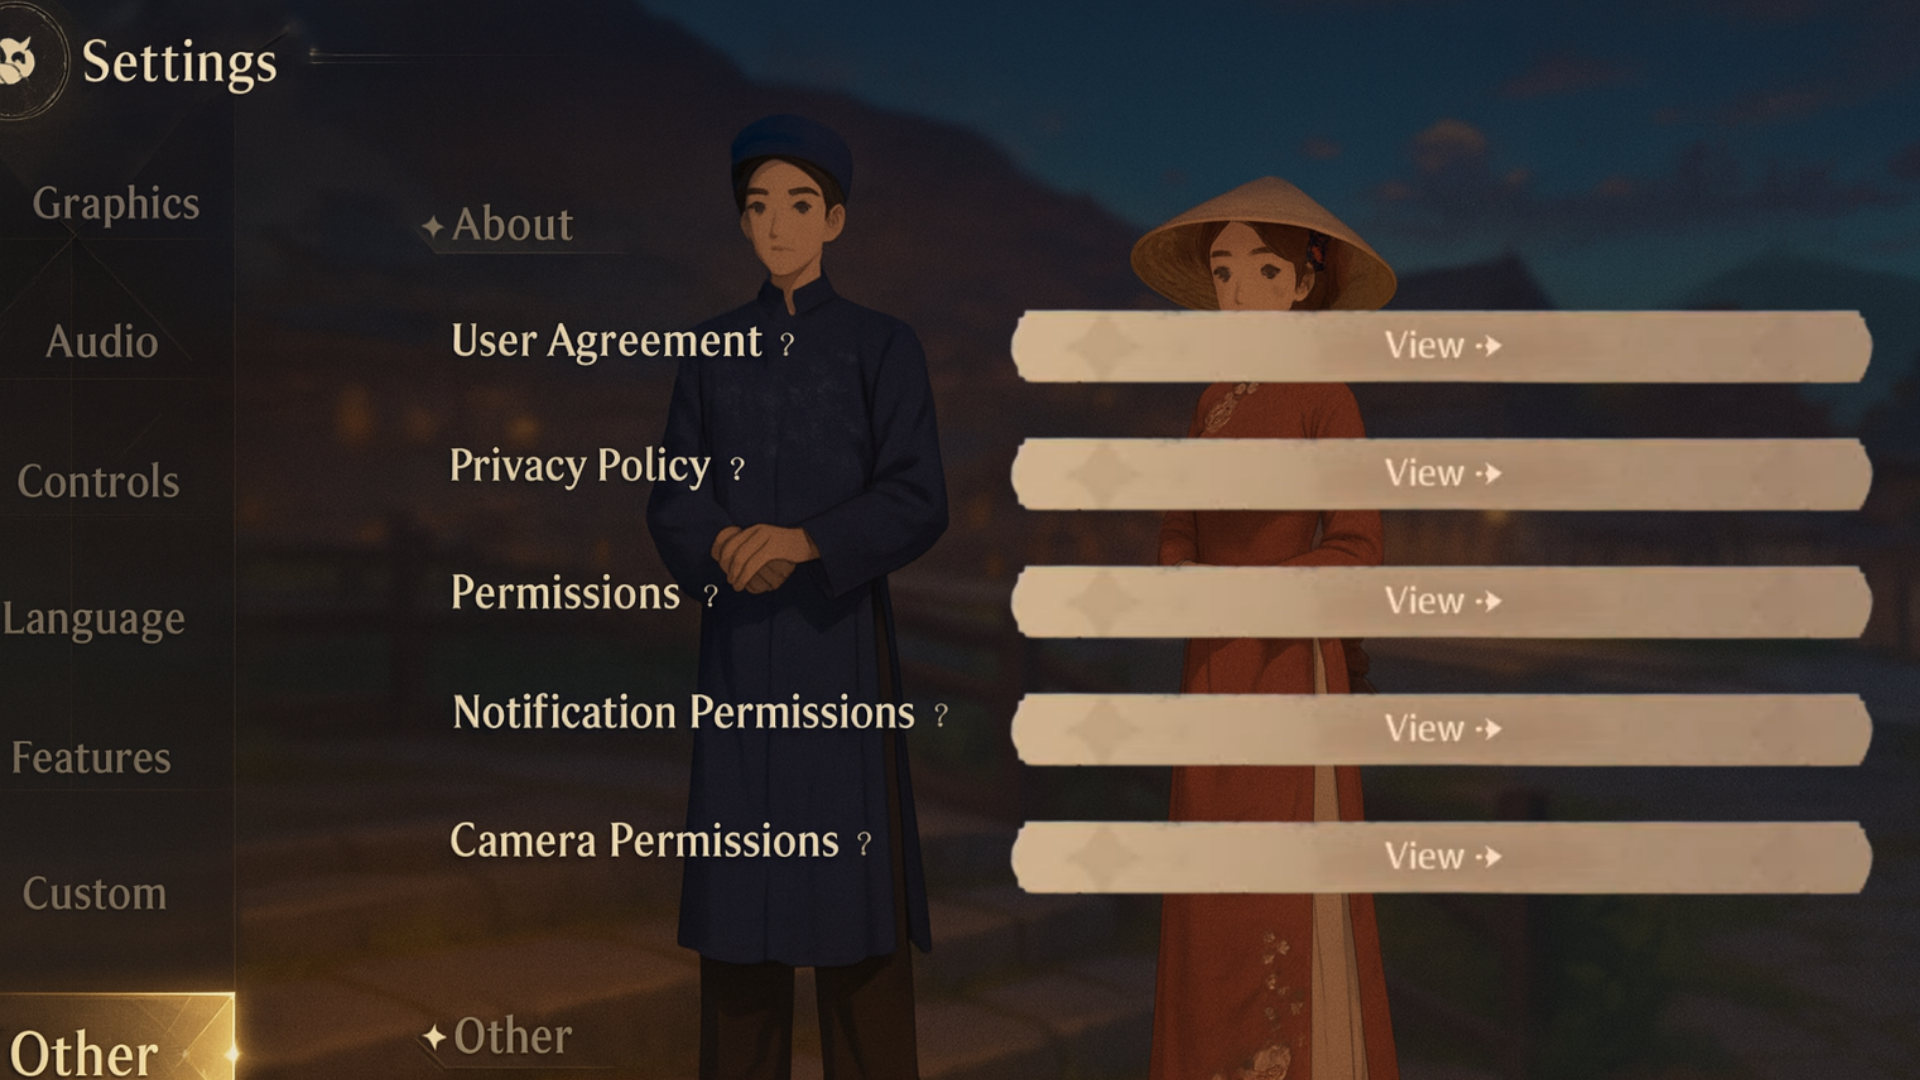 Settings
Graphics
Audio
Controls
Language
Features
Custom
Other
About
User Agreement ?
View
Privacy Policy ?
View
Permissions ?
View
Notification Permissions ?
View
Camera Permissions ?
View
Other